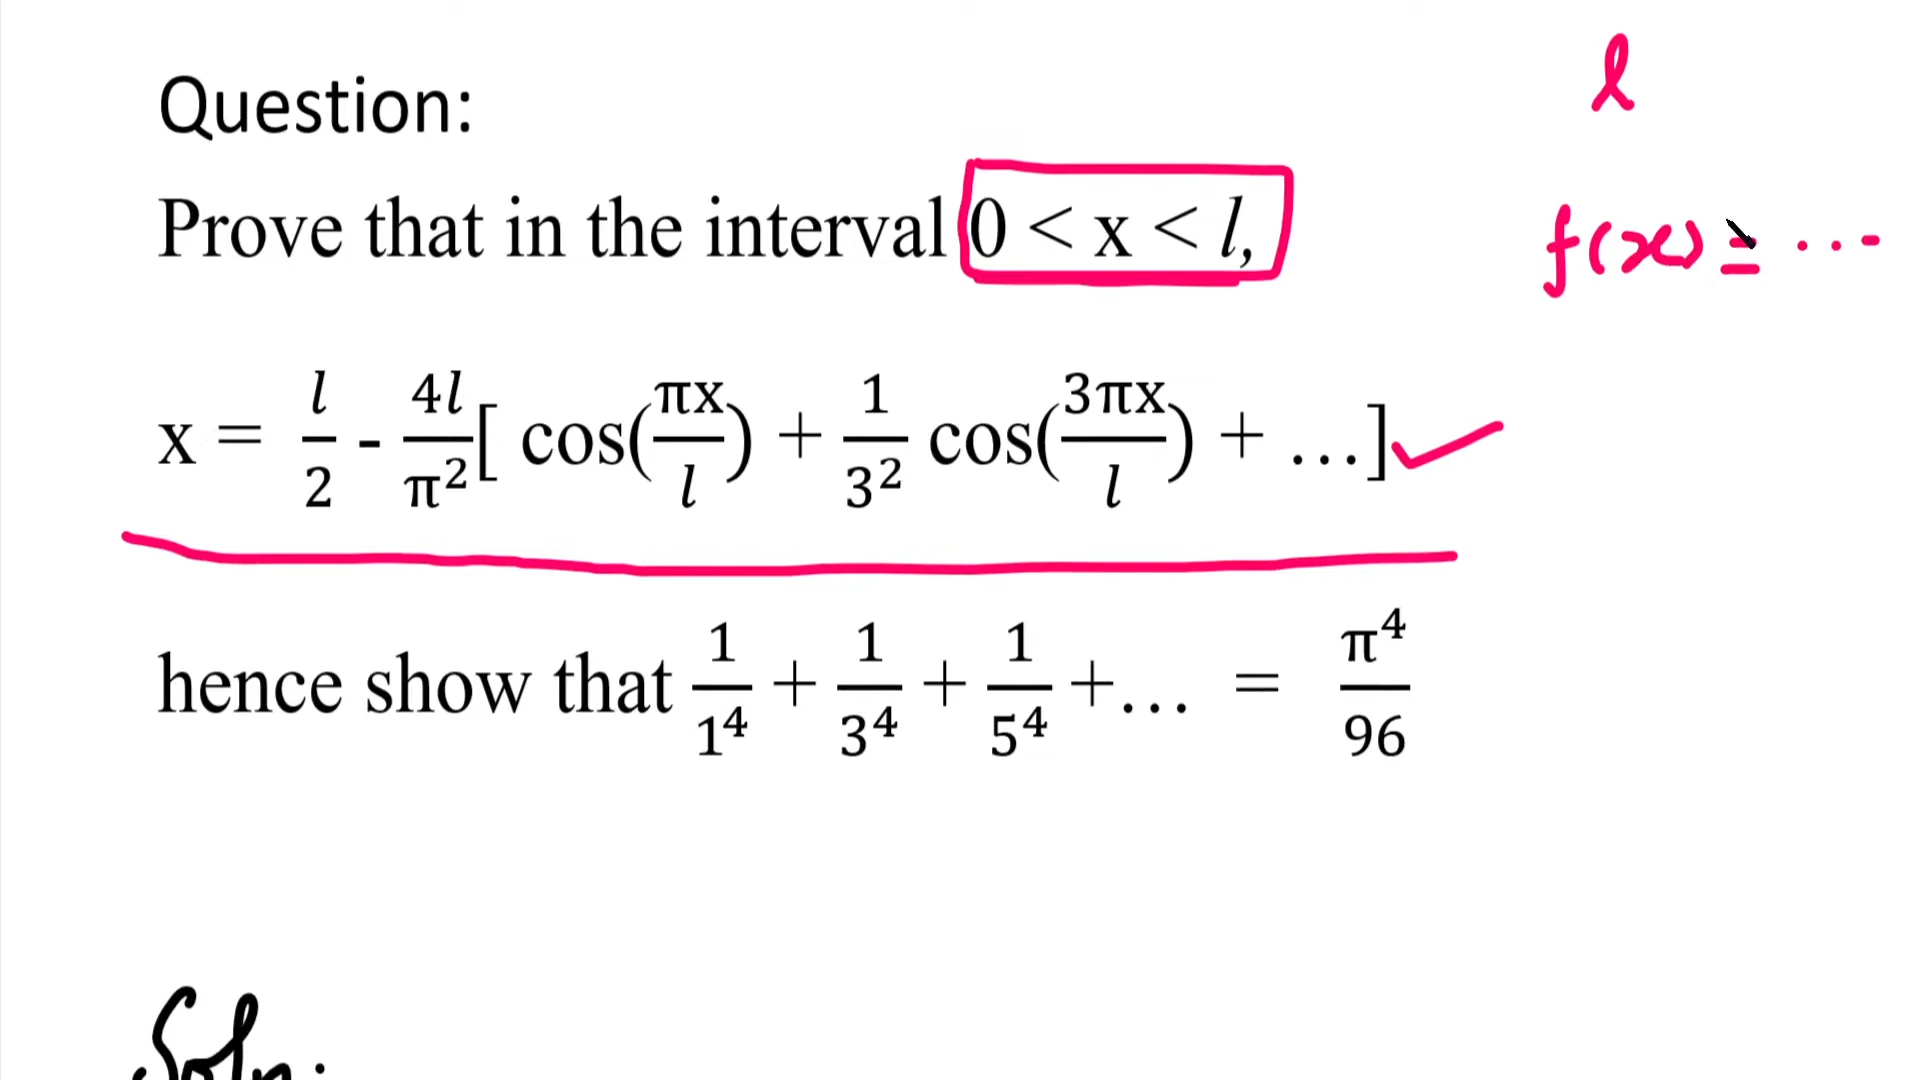 Question:
ℓ
Prove that in the interval 0 < x < l,
f(x) = ...
x = l/2 - 4l/π² [ cos(πx/l) + 1/3² cos(3πx/l) + ...]
hence show that 1/1⁴ + 1/3⁴ + 1/5⁴ +... = π⁴/96
Soln: